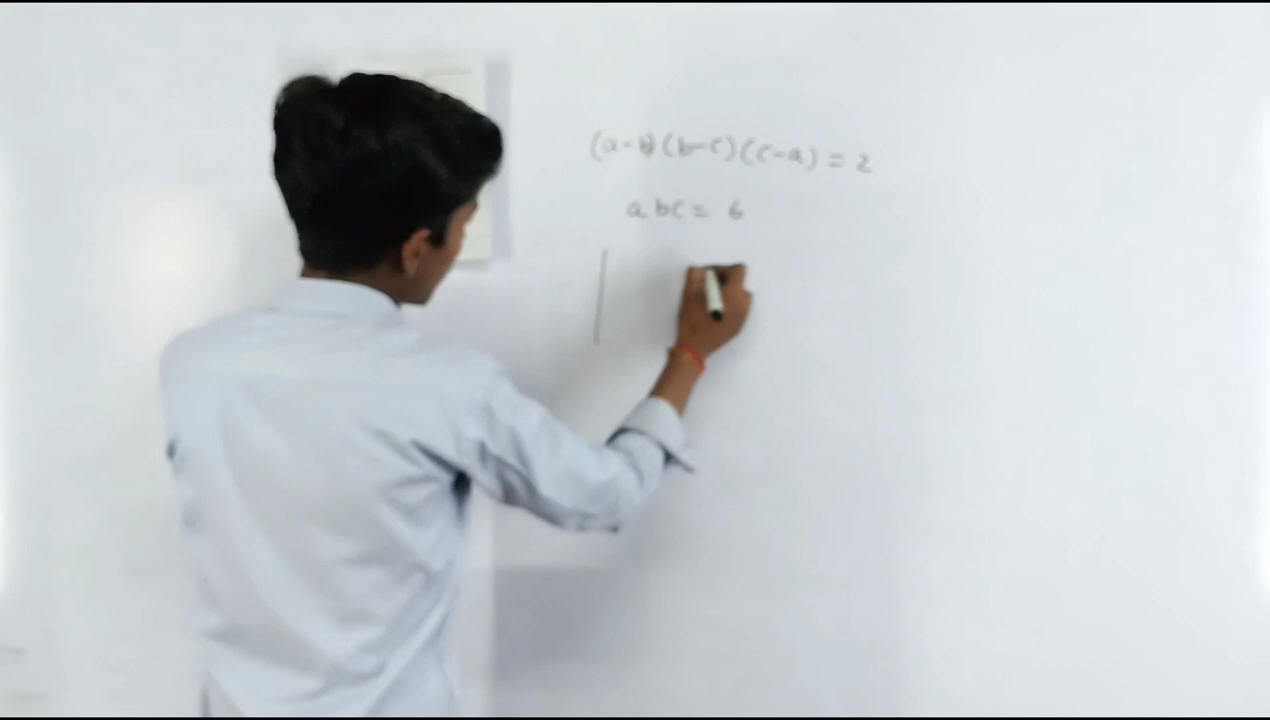 (a-b)(b-c)(c-a) = 2
abc = 6
|